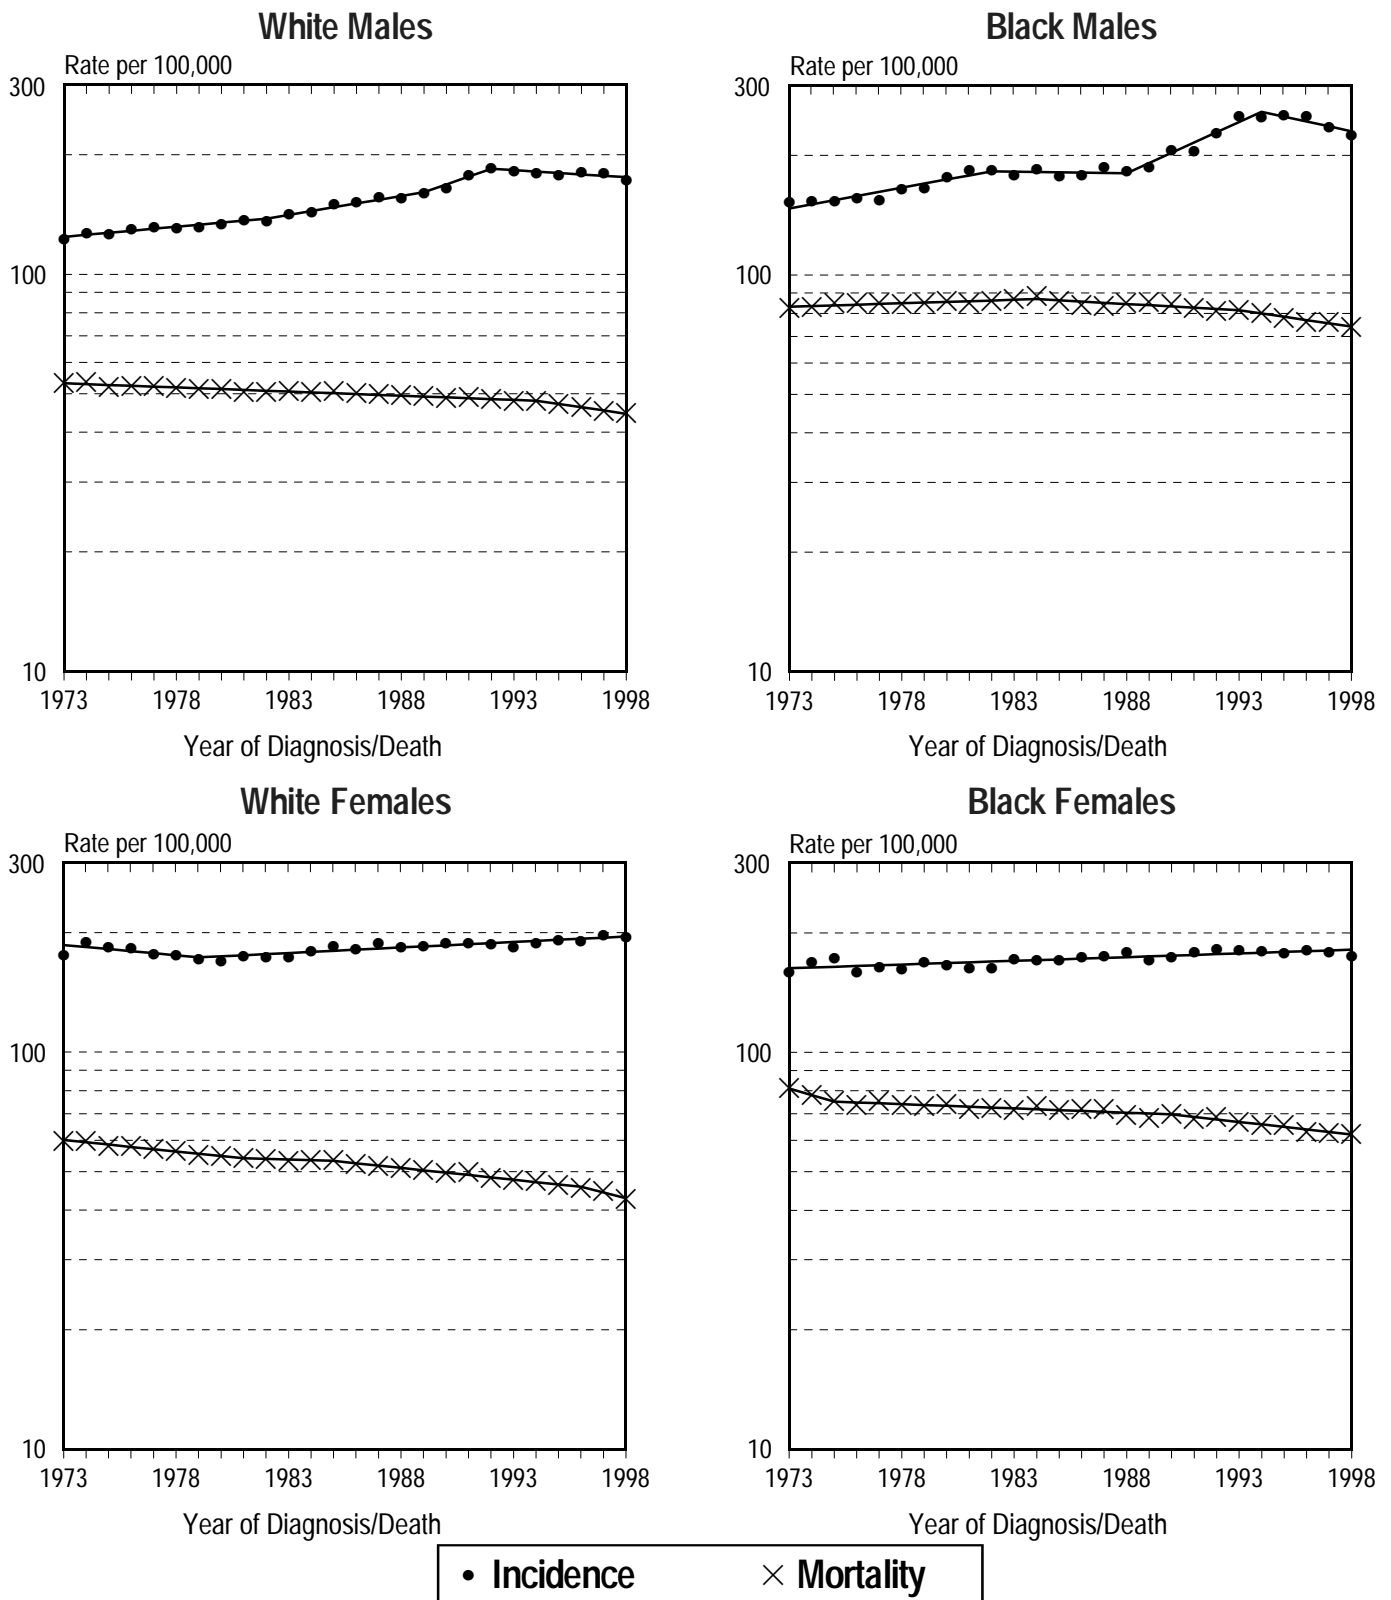 White Males
Rate per 100,000
300
100
10
1973 1978 1983 1988 1993 1998
Year of Diagnosis/Death
Black Males
Rate per 100,000
300
100
10
1973 1978 1983 1988 1993 1998
Year of Diagnosis/Death
White Females
Rate per 100,000
300
100
10
1973 1978 1983 1988 1993 1998
Year of Diagnosis/Death
Black Females
Rate per 100,000
300
100
10
1973 1978 1983 1988 1993 1998
Year of Diagnosis/Death
Incidence Mortality